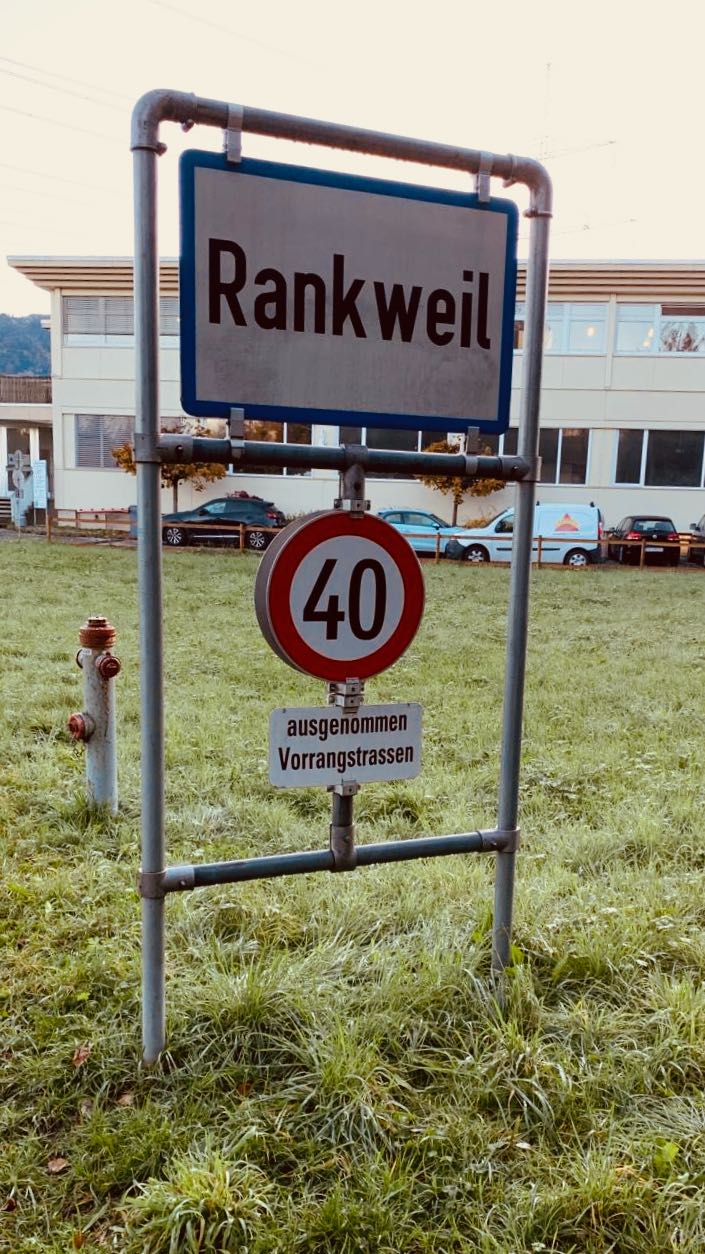 Rankweil
40
ausgenommen
Vorrangstrassen